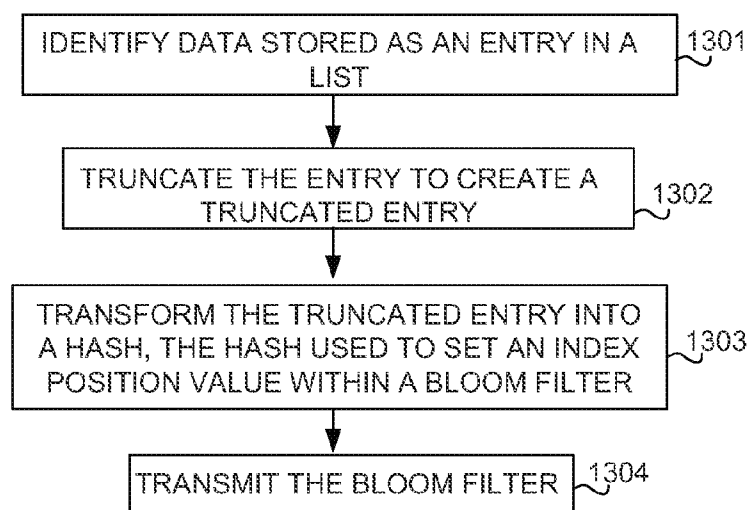 IDENTIFY DATA STORED AS AN ENTRY IN A
LIST
1301
TRUNCATE THE ENTRY TO CREATE A
TRUNCATED ENTRY
1302
TRANSFORM THE TRUNCATED ENTRY INTO
A HASH, THE HASH USED TO SET AN INDEX
POSITION VALUE WITHIN A BLOOM FILTER
1303
TRANSMIT THE BLOOM FILTER
1304